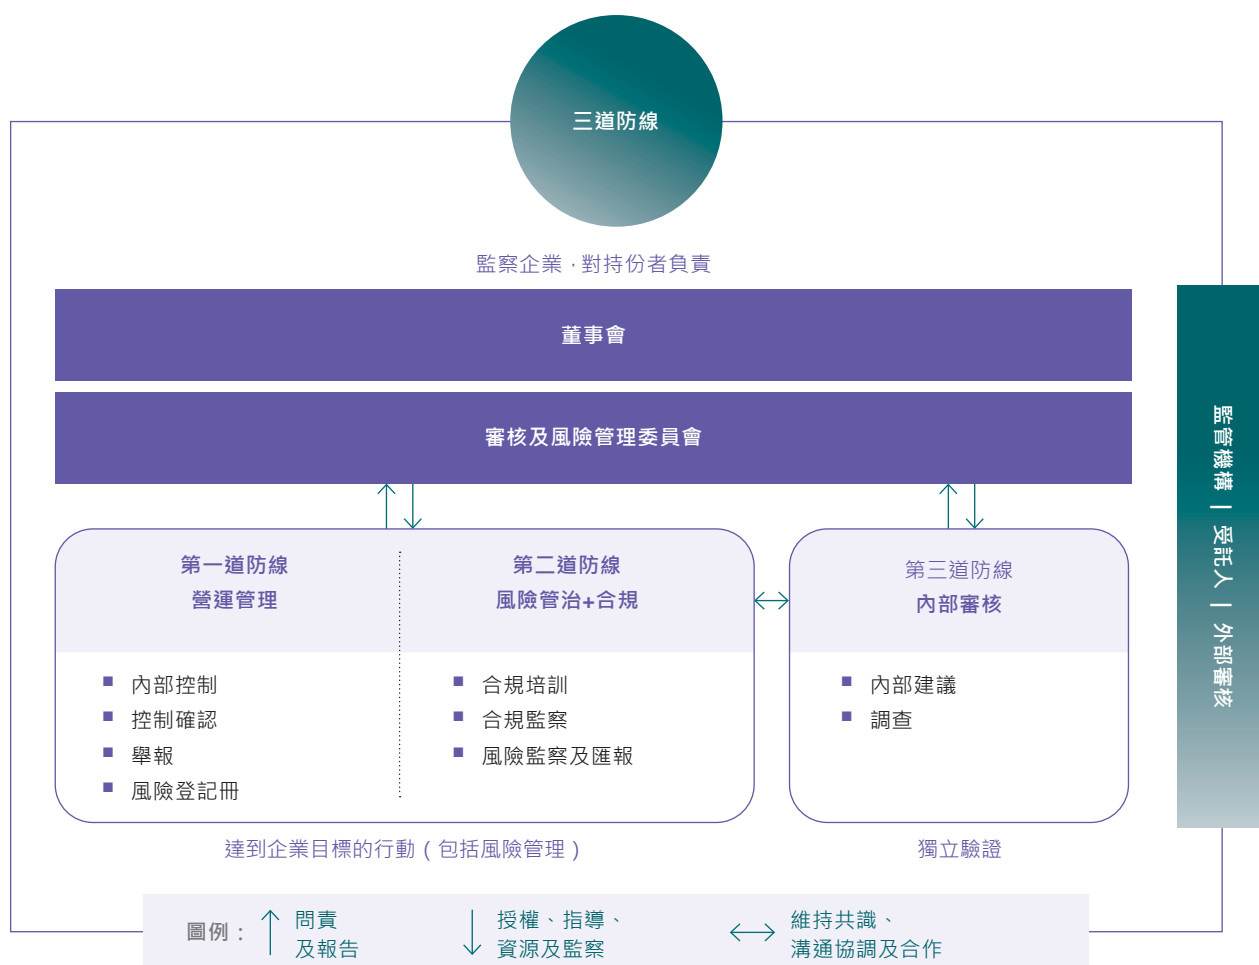 三道防線
監察企業．對持份者負責
董事會
審核及風險管理委員會
第一道防線
營運管理
■ 內部控制
■ 控制確認
■ 舉報
■ 風險登記冊
第二道防線
風險管治+合規
■ 合規培訓
■ 合規監察
■ 風險監察及匯報
第三道防線
內部審核
■ 內部建議
■ 調查
達到企業目標的行動（包括風險管理）
獨立驗證
監管機構 | 受託人 | 外部審核
圖例：
問責
及報告
授權、指導、
資源及監察
維持共識、
溝通協調及合作